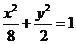 x²/8 + y²/2 = 1